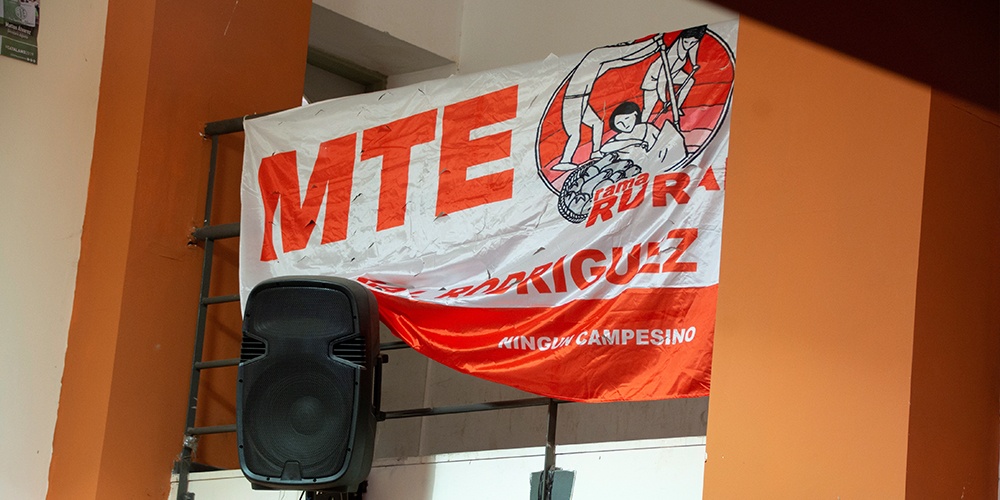 MTE
rama
RURA
RODRIGUEZ
NINGUN CAMPESINO